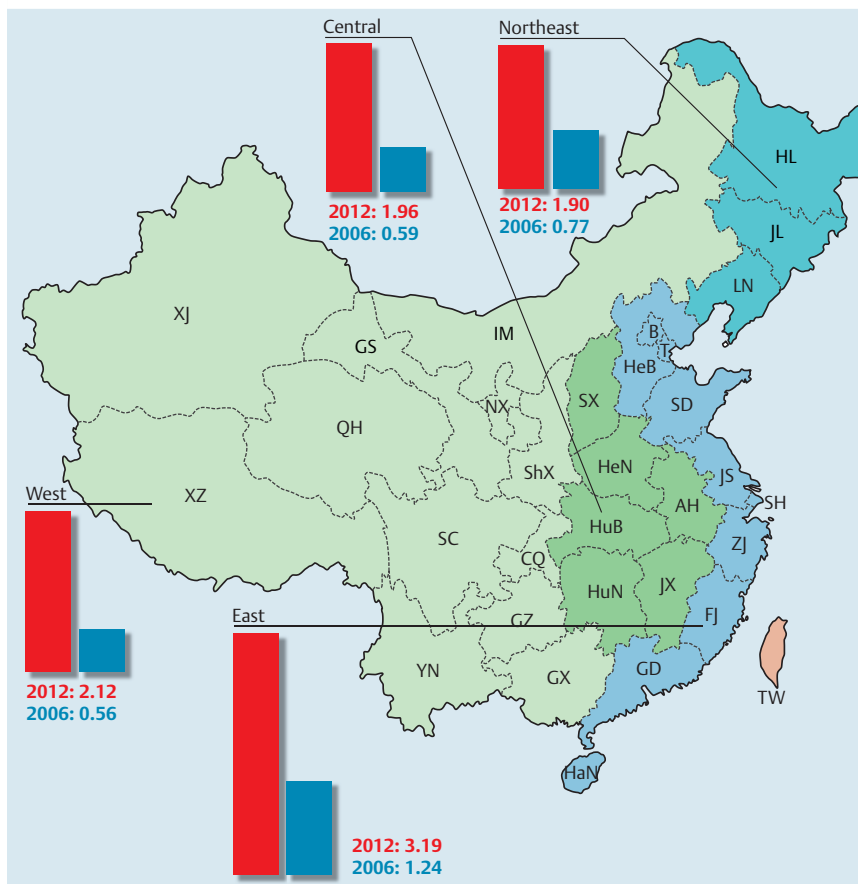 Central
Northeast
2012: 1.96
2006: 0.59
2012: 1.90
2006: 0.77
HL
JL
LN
XJ
GS
IM
B
T
HeB
SX
SD
NX
QH
ShX
HeN
JS
West
XZ
SH
AH
HuB
SC
ZJ
CQ
HuN
JX
East
GZ
FJ
YN
GX
GD
TW
2012: 2.12
2006: 0.56
HaN
2012: 3.19
2006: 1.24